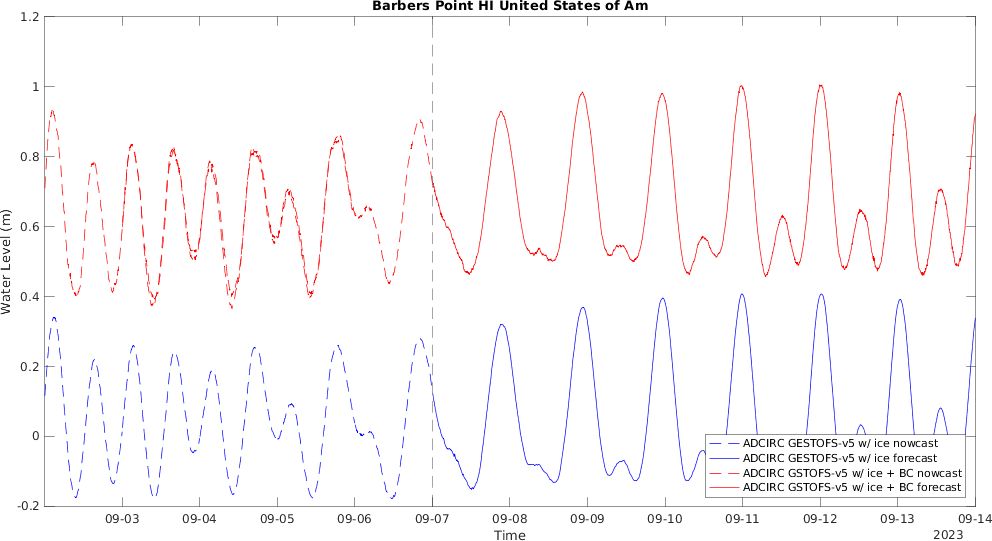 Barbers Point HI United States of Am
1.2
1
0.8
0.6
0.4
0.2
0
-0.2
Water Level (m)
ADCIRC GESTOFS-v5 w/ ice nowcast
ADCIRC GESTOFS-v5 w/ ice forecast
ADCIRC GSTOFS-v5 w/ ice + BC nowcast
ADCIRC GSTOFS-v5 w/ ice + BC forecast
09-03 09-04 09-05 09-06 09-07 09-08 09-09 09-10 09-11 09-12 09-13 09-14
Time
2023